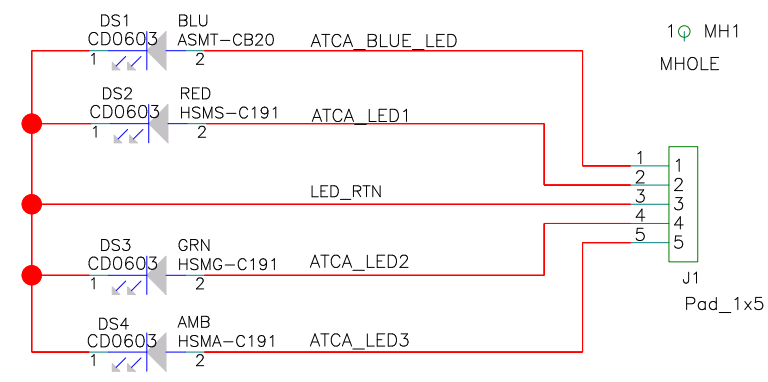 DS1 BLU
CD0603 ASMT-CB20 ATCA_BLUE_LED
1 2
1 MH1
MHOLE
DS2 RED
CD0603 HSMS-C191 ATCA_LED1
1 2
LED_RTN
DS3 GRN
CD0603 HSMG-C191 ATCA_LED2
1 2
DS4 AMB
CD0603 HSMA-C191 ATCA_LED3
1 2
1 1
2 2
3 3
4 4
5 5
J1
Pad_1x5